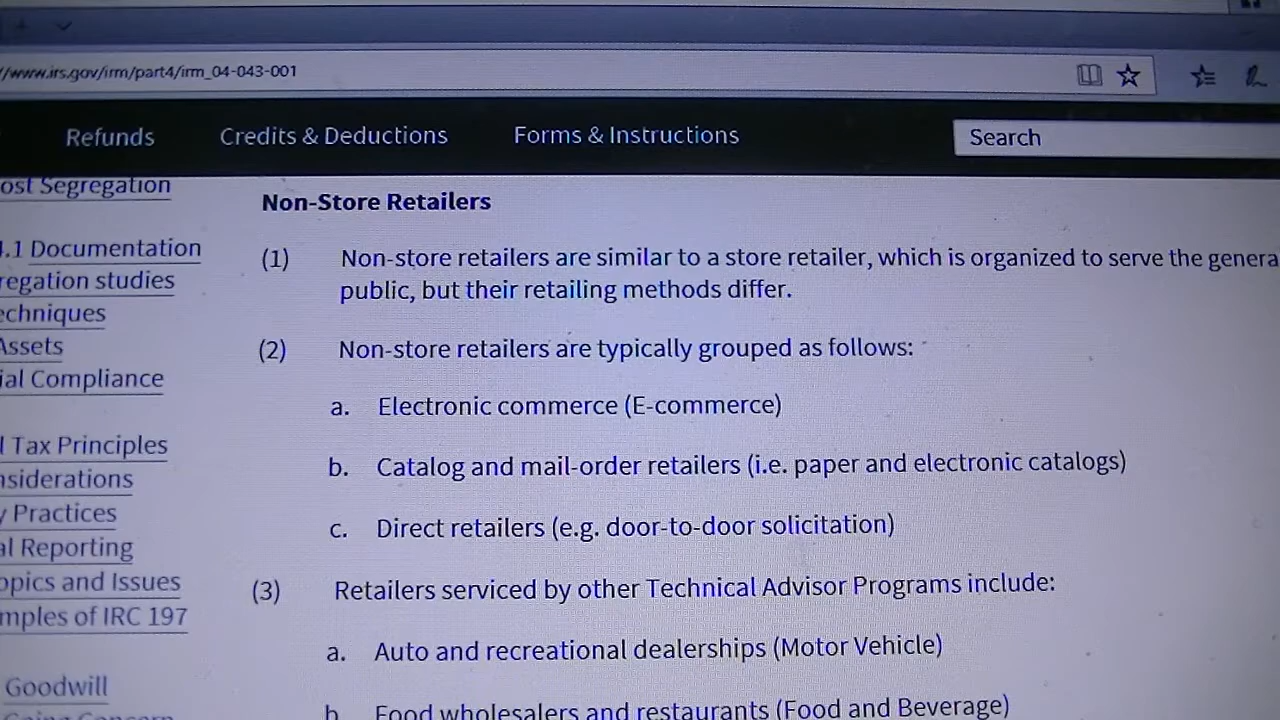 /www.irs.gov/irm/part4/irm_04-043-001
Refunds Credits & Deductions Forms & Instructions Search
ost Segregation
.1 Documentation
regation studies
echniques
Assets
ial Compliance
l Tax Principles
nsiderations
y Practices
al Reporting
opics and Issues
mples of IRC 197
Goodwill
Going Concern
Non-Store Retailers
(1) Non-store retailers are similar to a store retailer, which is organized to serve the genera
public, but their retailing methods differ.
(2) Non-store retailers are typically grouped as follows:
a. Electronic commerce (E-commerce)
b. Catalog and mail-order retailers (i.e. paper and electronic catalogs)
c. Direct retailers (e.g. door-to-door solicitation)
(3) Retailers serviced by other Technical Advisor Programs include:
a. Auto and recreational dealerships (Motor Vehicle)
b. Food wholesalers and restaurants (Food and Beverage)